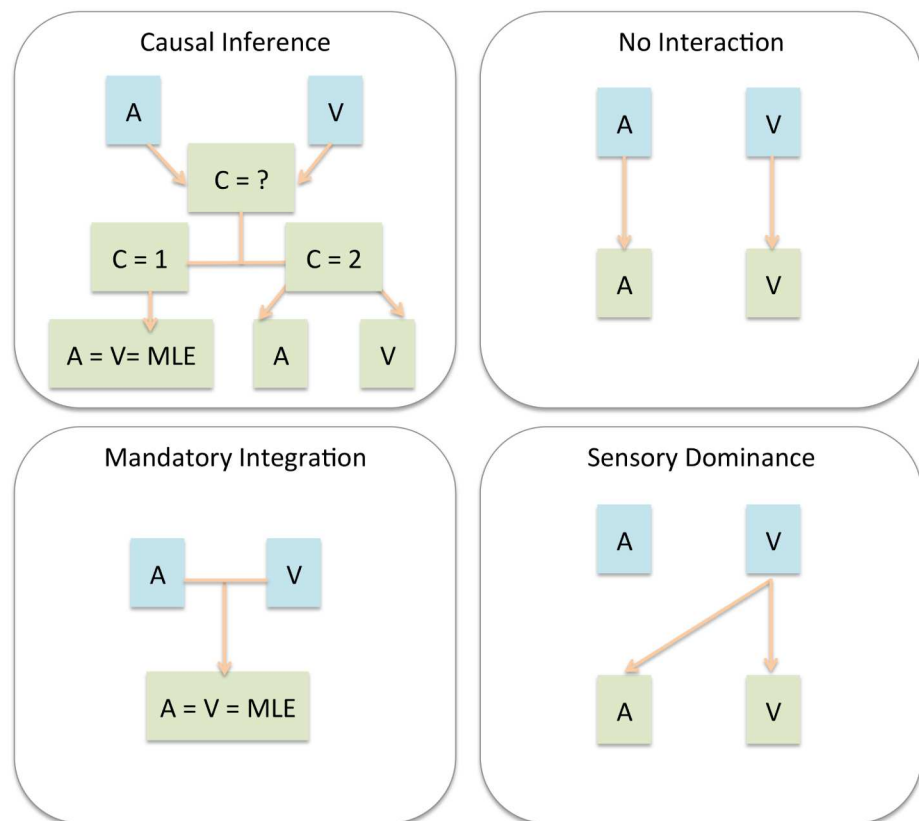 Causal Inference
A
V
C = ?
C = 1
C = 2
A = V= MLE
A
V
No Interaction
A
V
A
V
Mandatory Integration
A
V
A = V = MLE
Sensory Dominance
A
V
A
V